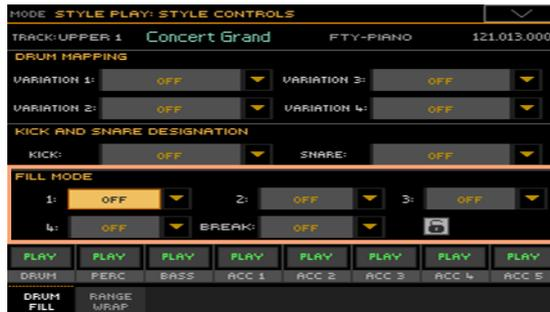 MODE STYLE PLAY: STYLE CONTROLS
TRACK:UPPER 1 Concert Grand FTY-PIANO 121.013.000
DRUM MAPPING
VARIATION 1: OFF VARIATION 3: OFF
VARIATION 2: OFF VARIATION 4: OFF
KICK AND SNARE DESIGNATION
KICK: OFF SNARE: OFF
FILL MODE
1: OFF 2: OFF 3: OFF
4: OFF BREAK: OFF
PLAY PLAY PLAY PLAY PLAY PLAY PLAY PLAY
DRUM PERC BASS ACC 1 ACC 2 ACC 3 ACC 4 ACC 5
DRUM RANGE
FILL WRAP